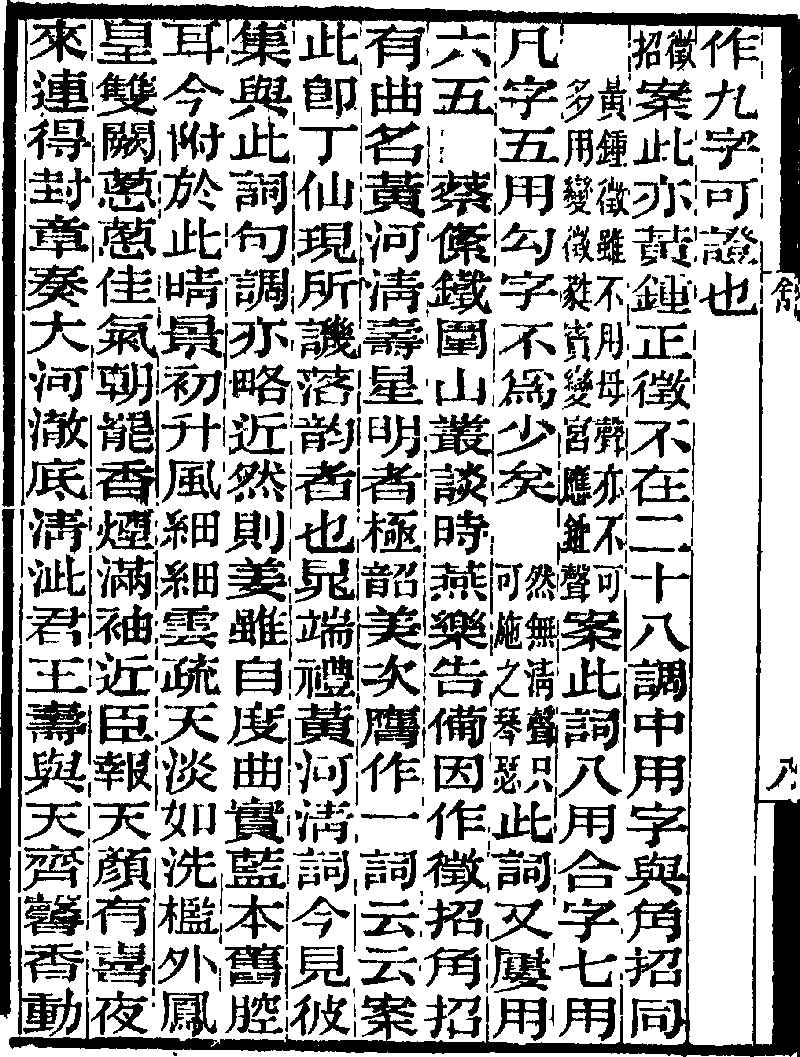 作九字可證也
徵招案此亦黃鍾正徵不在二十八調中用字與角招同
黃鍾徵雖不用母聲亦不可多用變徵蕤賓變宮應鍾聲案此詞八用合字七用
凡字五用勾字不為少矣然無淸聲只可施之琴瑟此詞又屢用
六五 蔡絛鐵圍山叢談時燕樂告備因作徵招角招
有曲名黃河淸壽星明者極韶美次膺作一詞云云案
此卽丁仙現所譏落韵者也晁端禮黃河淸詞今見彼
集與此詞句調亦略近然則姜雖自度曲實藍本舊腔
耳今附於此晴景初升風細細雲疏天淡如洗檻外鳳
皇雙闕蔥蔥佳氣朝罷香煙滿袖近臣報天顏有喜夜
來連得封章奏大河澈底淸泚君王壽與天齊馨香動
八